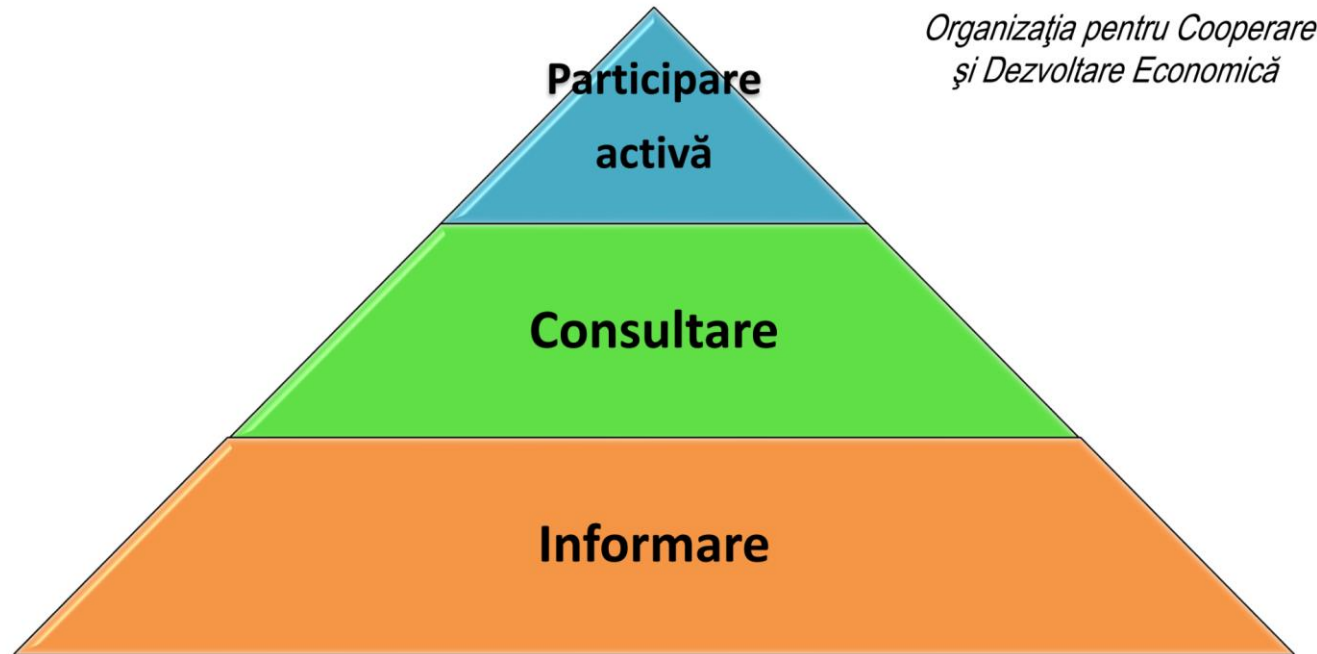 Organizaţia pentru Cooperare
şi Dezvoltare Economică
Participare
activă
Consultare
Informare